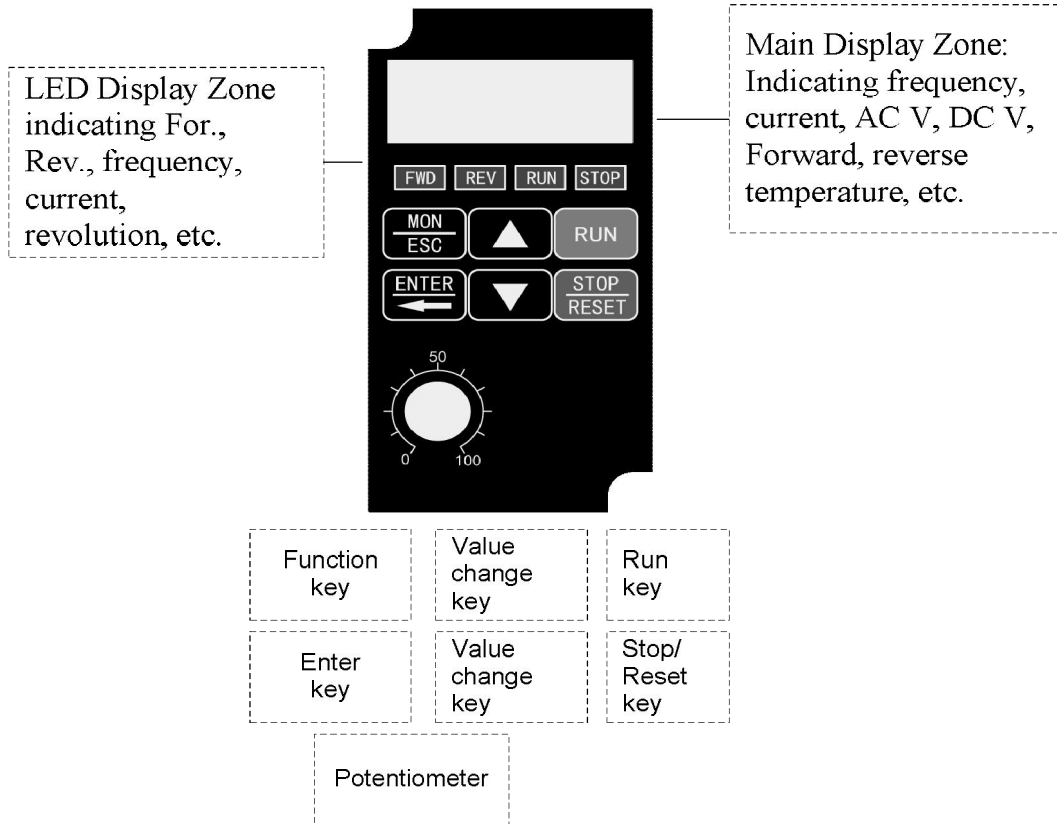 LED Display Zone
indicating For.,
Rev., frequency,
current,
revolution, etc.
Main Display Zone:
Indicating frequency,
current, AC V, DC V,
Forward, reverse
temperature, etc.
FWD REV RUN STOP
MON
ESC
RUN
ENTER
STOP
RESET
50
0 100
Function
key
Value
change
key
Run
key
Enter
key
Value
change
key
Stop/
Reset
key
Potentiometer